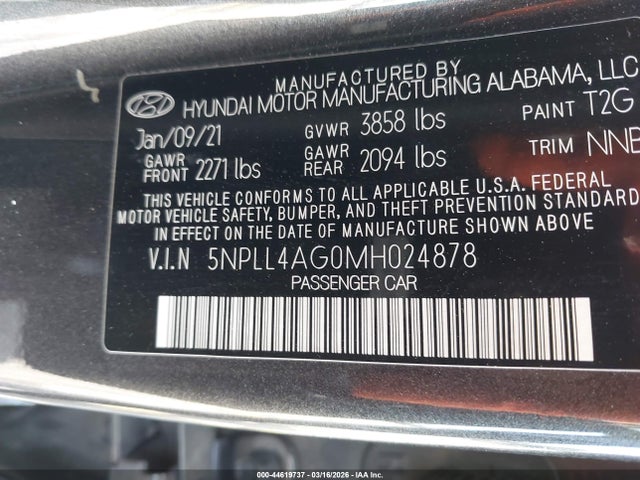 MANUFACTURED BY
HYUNDAI MOTOR MANUFACTURING ALABAMA, LLC
Jan/09/21 GVWR 3858 lbs PAINT T2G
GAWR FRONT 2271 lbs GAWR REAR 2094 lbs TRIM NNB
THIS VEHICLE CONFORMS TO ALL APPLICABLE U.S.A. FEDERAL
MOTOR VEHICLE SAFETY, BUMPER, AND THEFT PREVENTION STANDARD
IN EFFECT ON THE DATE OF MANUFACTURE SHOWN ABOVE
V.I.N 5NPLL4AG0MH024878
PASSENGER CAR
000-44619737 - 03/16/2026 - IAA Inc.